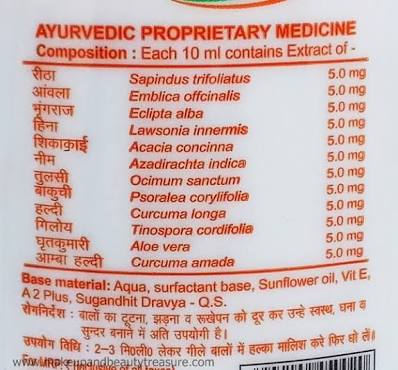 AYURVEDIC PROPRIETARY MEDICINE
Composition : Each 10 ml contains Extract of -
रीठा Sapindus trifoliatus 5.0 mg
आंवला Emblica offcinalis 5.0 mg
भृंगराज Eclipta alba 5.0 mg
हिना Lawsonia innermis 5.0 mg
शिकाकाई Acacia concinna 5.0 mg
नीम Azadirachta indica 5.0 mg
तुलसी Ocimum sanctum 5.0 mg
बाकुची Psoralea corylifolia 5.0 mg
हल्दी Curcuma longa 5.0 mg
गिलोय Tinospora cordifolia 5.0 mg
घृतकुमारी Aloe vera 5.0 mg
आम्बा हल्दी Curcuma amada 5.0 mg
Base material: Aqua, surfactant base, Sunflower oil, Vit E,
A 2 Plus, Sugandhit Dravya - Q.S.
रोगनिर्देश : बालों का टूटना, झड़ना व रूखेपन को दूर कर उन्हे स्वस्थ, घना व
सुन्दर बनाने में अति उपयोगी है।
उपयोग विधि : 2-3 मि०ली० लेकर गीले बालों में हल्का मालिश करे फिर धो लें।
www.makeupandbeautytreasure.com